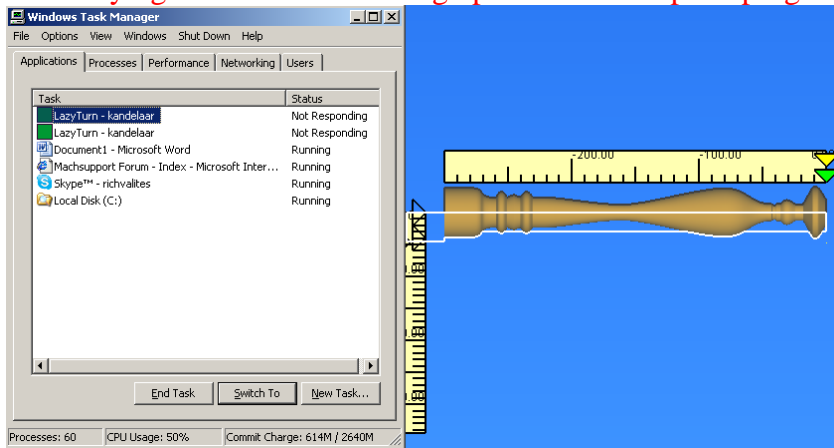 Windows Task Manager
File Options View Windows Shut Down Help
Applications Processes Performance Networking Users
Task Status
LazyTurn - kandelaar Not Responding
LazyTurn - kandelaar Not Responding
Document1 - Microsoft Word Running
Machsupport Forum - Index - Microsoft Inter... Running
Skype™ - richvalites Running
Local Disk (C:) Running
End Task Switch To New Task...
Processes: 60 CPU Usage: 50% Commit Charge: 614M / 2640M
-200.00 -100.00